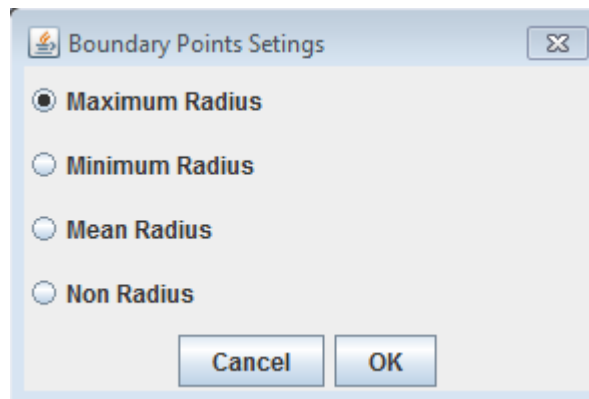 Boundary Points Setings
Maximum Radius
Minimum Radius
Mean Radius
Non Radius
Cancel OK